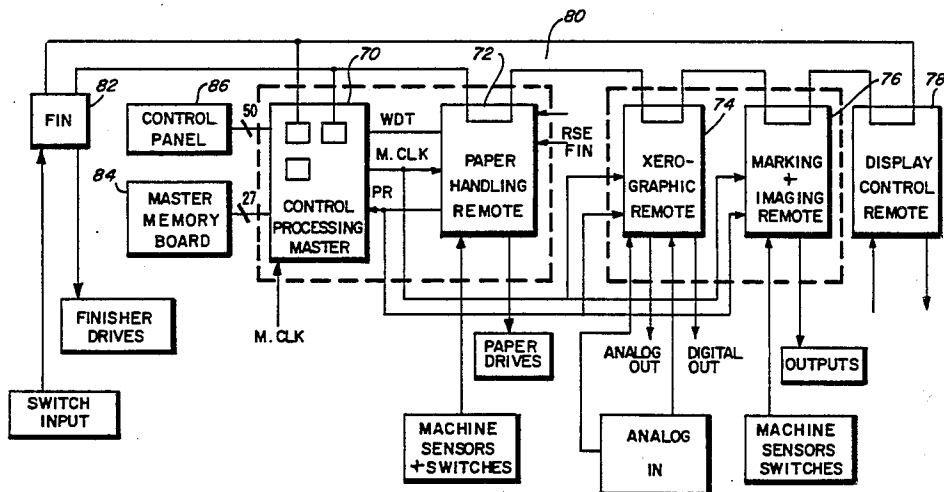 80
82
FIN
86
CONTROL
PANEL
50
84
MASTER
MEMORY
BOARD
27
70
CONTROL
PROCESSING
MASTER
WDT
M. CLK
PR
M. CLK
72
PAPER
HANDLING
REMOTE
RSE
FIN
74
XERO-
GRAPHIC
REMOTE
76
MARKING
+
IMAGING
REMOTE
78
DISPLAY
CONTROL
REMOTE
FINISHER
DRIVES
SWITCH
INPUT
PAPER
DRIVES
MACHINE
SENSORS
+ SWITCHES
ANALOG
OUT
DIGITAL
OUT
ANALOG
IN
OUTPUTS
MACHINE
SENSORS
SWITCHES